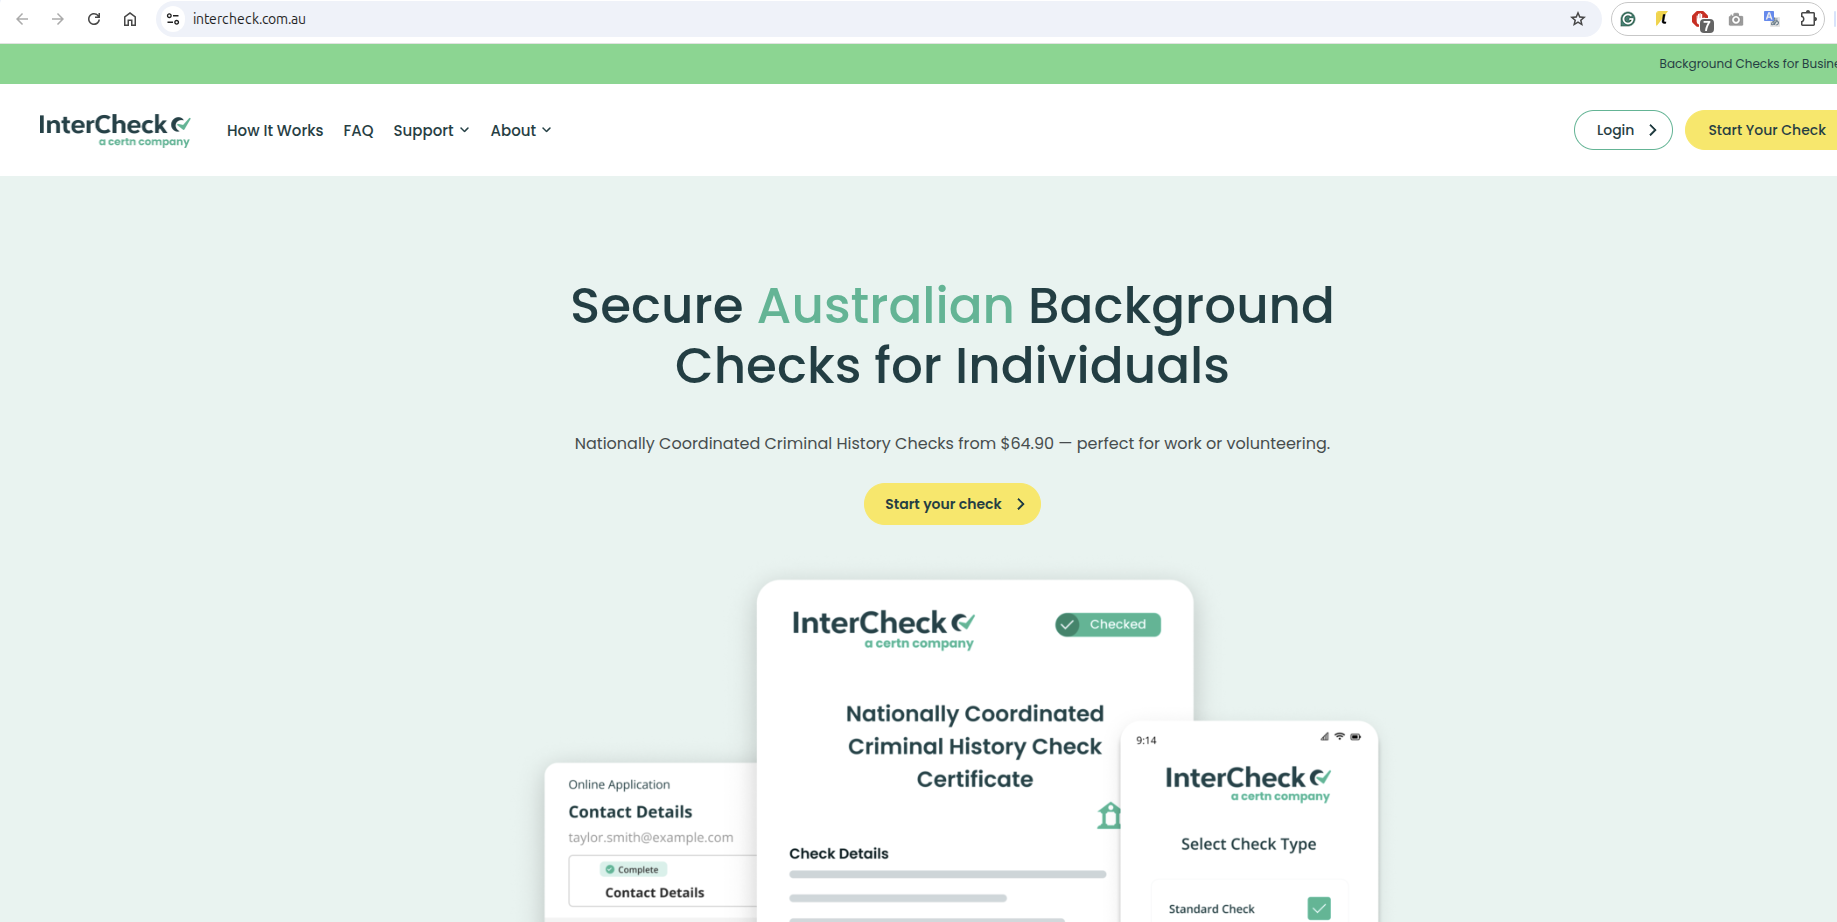 intercheck.com.au
7
Background Checks for Busine
InterCheck
a certn company
How It Works
FAQ
Support
About
Login
Start Your Check
Secure Australian Background
Checks for Individuals
Nationally Coordinated Criminal History Checks from $64.90 — perfect for work or volunteering.
Start your check
InterCheck
a certn company
Checked
Nationally Coordinated
Criminal History Check
Certificate
Check Details
Online Application
Contact Details
taylor.smith@example.com
Complete
Contact Details
9:14
InterCheck
a certn company
Select Check Type
Standard Check